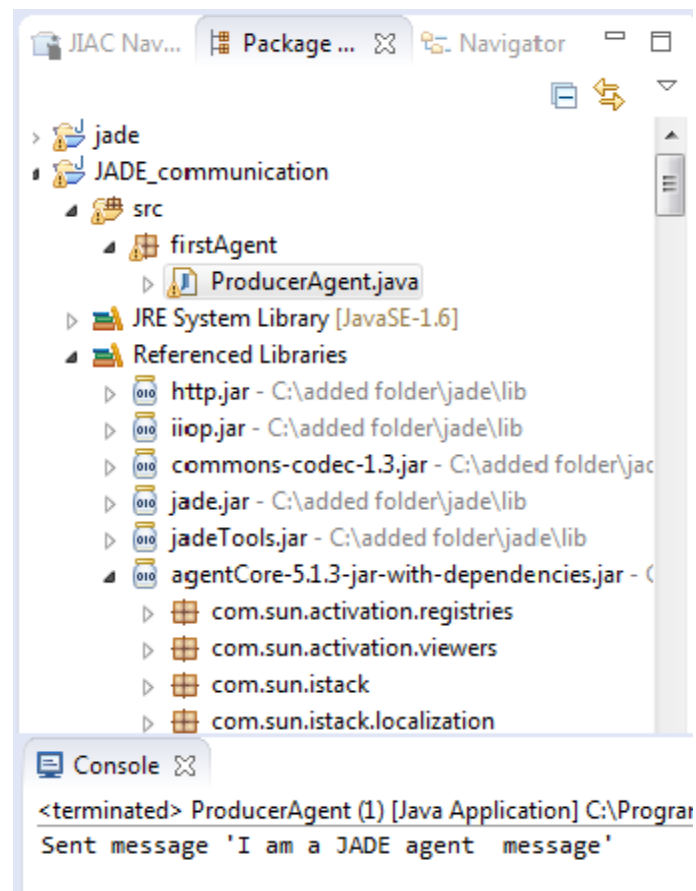 JIAC Nav... Package ... Navigator
jade
JADE_communication
src
firstAgent
ProducerAgent.java
JRE System Library [JavaSE-1.6]
Referenced Libraries
http.jar - C:\added folder\jade\lib
iiop.jar - C:\added folder\jade\lib
commons-codec-1.3.jar - C:\added folder\jad
jade.jar - C:\added folder\jade\lib
jadeTools.jar - C:\added folder\jade\lib
agentCore-5.1.3-jar-with-dependencies.jar - C
com.sun.activation.registries
com.sun.activation.viewers
com.sun.istack
com.sun.istack.localization
Console
<terminated> ProducerAgent (1) [Java Application] C:\Program
Sent message 'I am a JADE agent  message'